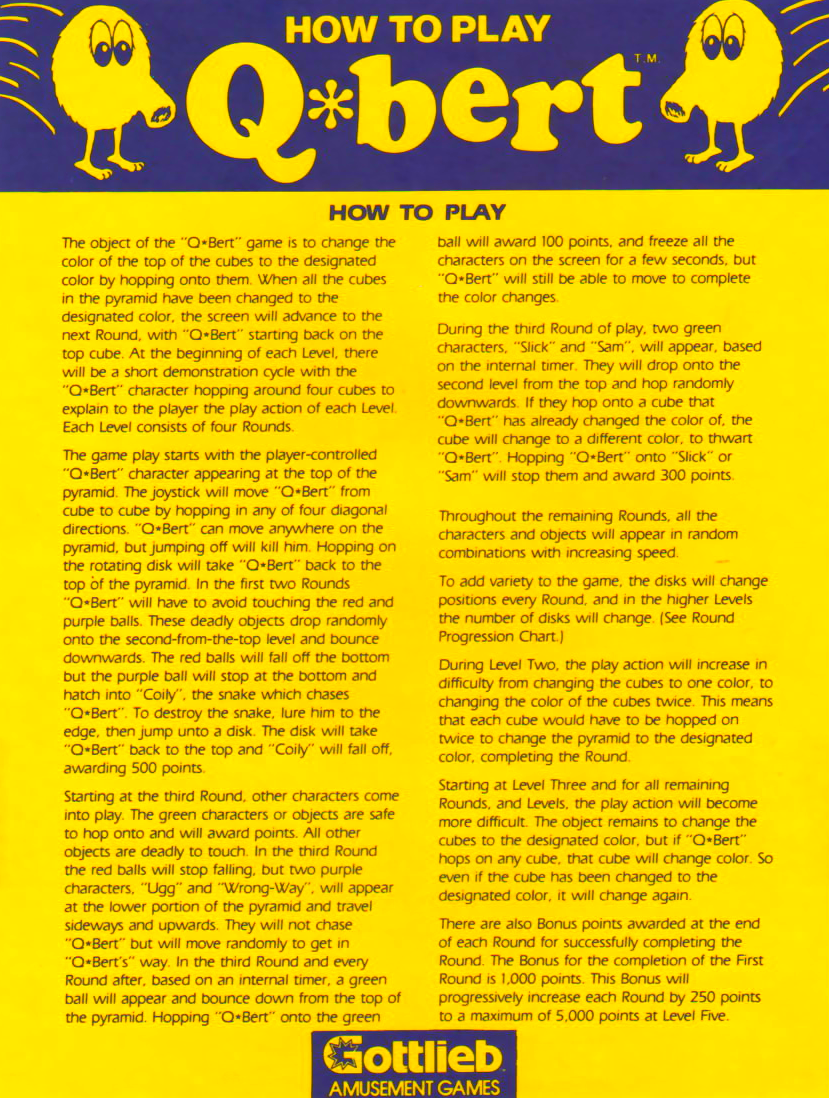 HOW TO PLAY
Q*bert
T.M.
HOW TO PLAY
The object of the "Q*Bert" game is to change the
color of the top of the cubes to the designated
color by hopping onto them. When all the cubes
in the pyramid have been changed to the
designated color, the screen will advance to the
next Round, with "Q*Bert" starting back on the
top cube. At the beginning of each Level, there
will be a short demonstration cycle with the
"Q*Bert" character hopping around four cubes to
explain to the player the play action of each Level.
Each Level consists of four Rounds.
The game play starts with the player-controlled
"Q*Bert" character appearing at the top of the
pyramid. The joystick will move "Q*Bert" from
cube to cube by hopping in any of four diagonal
directions. "Q*Bert" can move anywhere on the
pyramid, but jumping off will kill him. Hopping on
the rotating disk will take "Q*Bert" back to the
top of the pyramid. In the first two Rounds
"Q*Bert" will have to avoid touching the red and
purple balls. These deadly objects drop randomly
onto the second-from-the-top level and bounce
downwards. The red balls will fall off the bottom
but the purple ball will stop at the bottom and
hatch into "Coily", the snake which chases
"Q*Bert". To destroy the snake, lure him to the
edge, then jump unto a disk. The disk will take
"Q*Bert" back to the top and "Coily" will fall off,
awarding 500 points.
Starting at the third Round, other characters come
into play. The green characters or objects are safe
to hop onto and will award points. All other
objects are deadly to touch. In the third Round
the red balls will stop falling, but two purple
characters, "Ugg" and "Wrong-Way", will appear
at the lower portion of the pyramid and travel
sideways and upwards. They will not chase
"Q*Bert" but will move randomly to get in
"Q*Bert's" way. In the third Round and every
Round after, based on an internal timer, a green
ball will appear and bounce down from the top of
the pyramid. Hopping "Q*Bert" onto the green
ball will award 100 points, and freeze all the
characters on the screen for a few seconds, but
"Q*Bert" will still be able to move to complete
the color changes.
During the third Round of play, two green
characters, "Slick" and "Sam", will appear, based
on the internal timer. They will drop onto the
second level from the top and hop randomly
downwards. If they hop onto a cube that
"Q*Bert" has already changed the color of, the
cube will change to a different color, to thwart
"Q*Bert". Hopping "Q*Bert" onto "Slick" or
"Sam" will stop them and award 300 points.
Throughout the remaining Rounds, all the
characters and objects will appear in random
combinations with increasing speed.
To add variety to the game, the disks will change
positions every Round, and in the higher Levels
the number of disks will change. (See Round
Progression Chart.)
During Level Two, the play action will increase in
difficulty from changing the cubes to one color, to
changing the color of the cubes twice. This means
that each cube would have to be hopped on
twice to change the pyramid to the designated
color, completing the Round.
Starting at Level Three and for all remaining
Rounds, and Levels, the play action will become
more difficult. The object remains to change the
cubes to the designated color, but if "Q*Bert"
hops on any cube, that cube will change color. So
even if the cube has been changed to the
designated color, it will change again.
There are also Bonus points awarded at the end
of each Round for successfully completing the
Round. The Bonus for the completion of the First
Round is 1,000 points. This Bonus will
progressively increase each Round by 250 points
to a maximum of 5,000 points at Level Five.
Gottlieb
AMUSEMENT GAMES